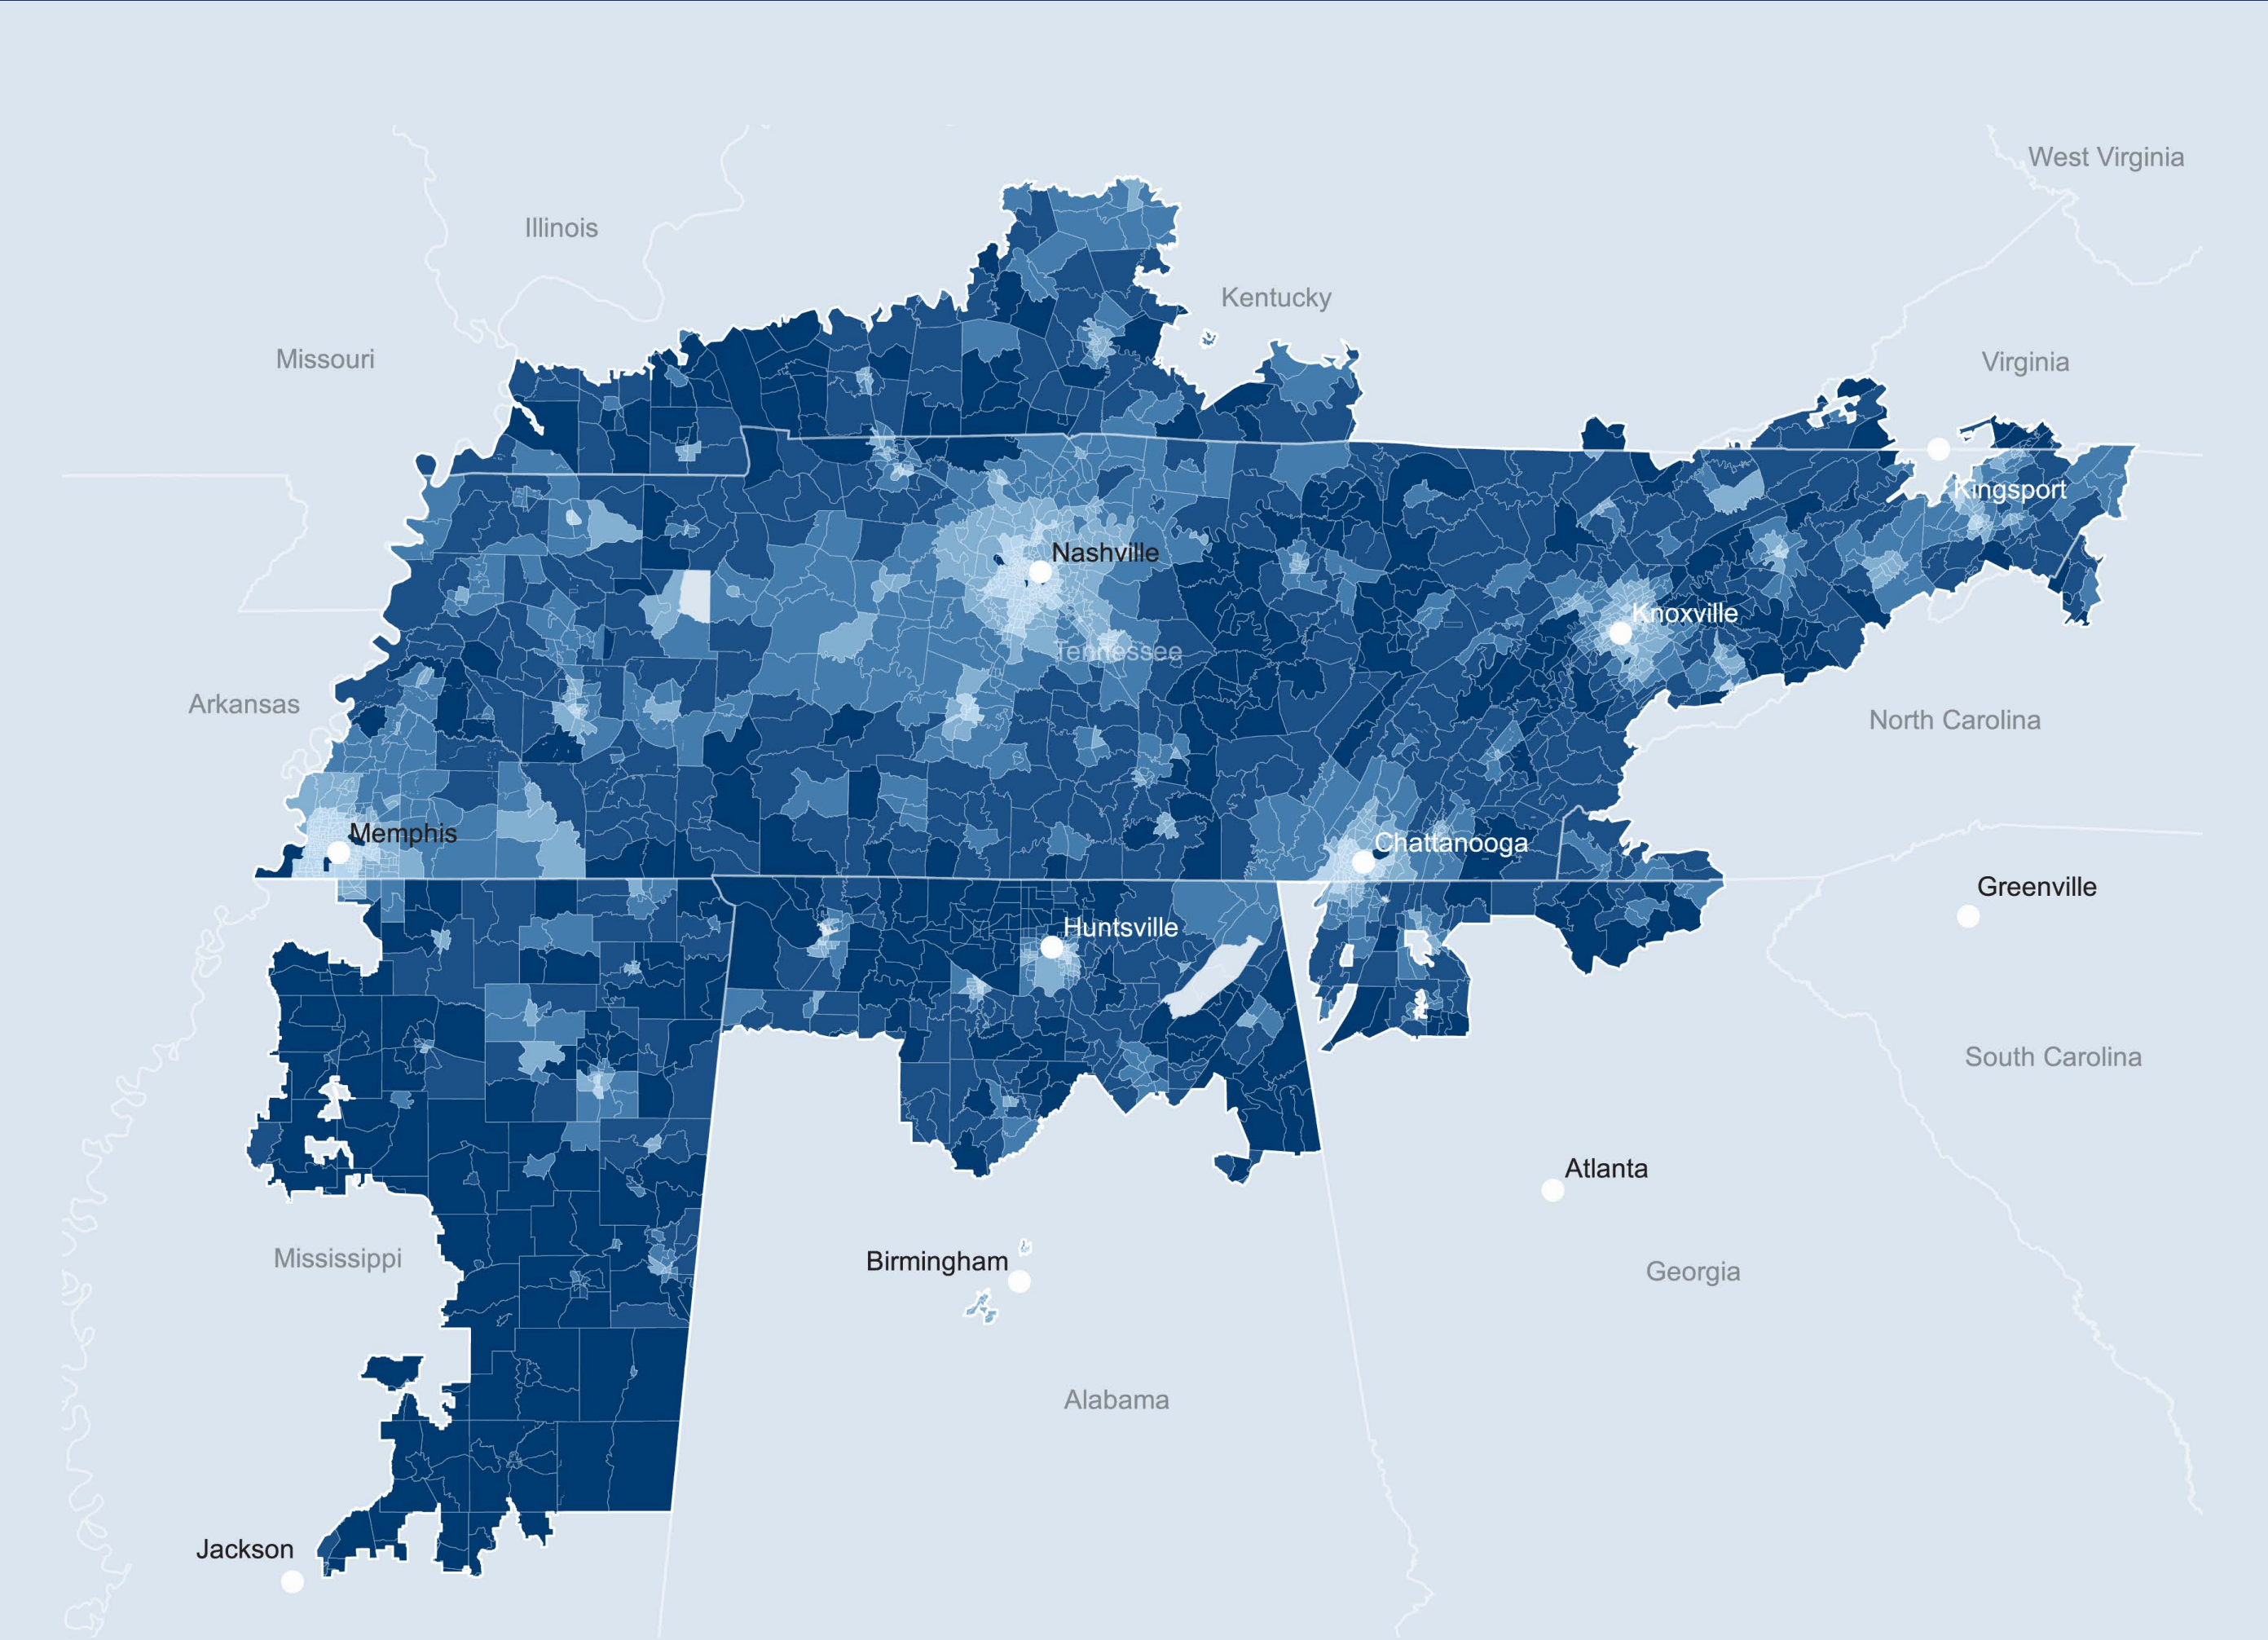 West Virginia
Illinois
Kentucky
Missouri
Virginia
Kingsport
Nashville
Knoxville
Tennessee
Arkansas
North Carolina
Memphis
Chattanooga
Greenville
Huntsville
South Carolina
Atlanta
Mississippi
Birmingham
Georgia
Alabama
Jackson